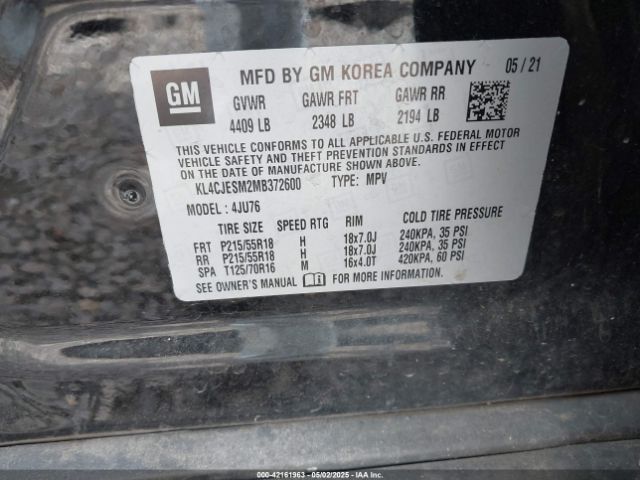 GM
MFD BY GM KOREA COMPANY 05 / 21
GVWR GAWR FRT GAWR RR
4409 LB 2348 LB 2194 LB
THIS VEHICLE CONFORMS TO ALL APPLICABLE U.S. FEDERAL MOTOR
VEHICLE SAFETY AND THEFT PREVENTION STANDARDS IN EFFECT
ON THE DATE OF MANUFACTURE SHOWN ABOVE.
KL4CJESM2MB372600 TYPE: MPV
MODEL: 4JU76
TIRE SIZE SPEED RTG RIM COLD TIRE PRESSURE
FRT P215/55R18 H 18x7.0J 240KPA, 35 PSI
RR P215/55R18 H 18x7.0J 240KPA, 35 PSI
SPA T125/70R16 M 16x4.0T 420KPA, 60 PSI
SEE OWNER'S MANUAL FOR MORE INFORMATION.
000-42161963 - 05/02/2025 - IAAI.com